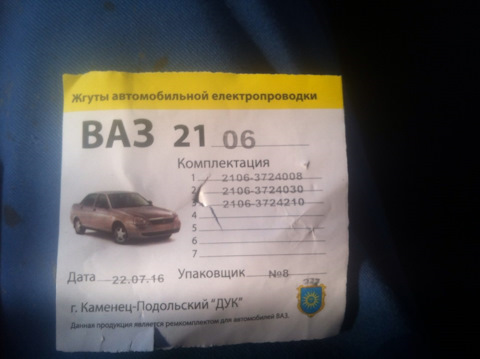 Жгуты автомобильной електропроводки
ВАЗ 21 06
Комплектация
1 2106-3724008
2 2106-3724030
3 2106-3724210
4
5
6
7
Дата 22.07.16 Упаковщик №8
г. Каменец-Подольский "ДУК"
Данная продукция является ремкомплектом для автомобилей ВАЗ.